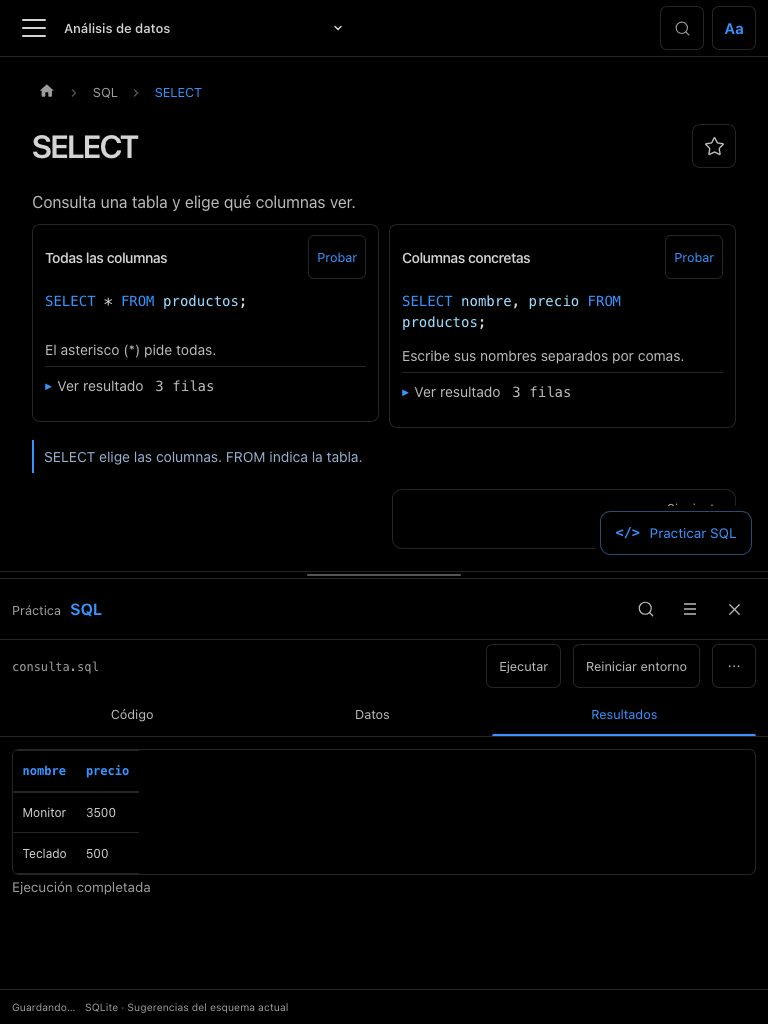 Análisis de datos
Aa
SQL
SELECT
SELECT
Consulta una tabla y elige qué columnas ver.
Todas las columnas
Probar
SELECT * FROM productos;
El asterisco (*) pide todas.
Ver resultado 3 filas
Columnas concretas
Probar
SELECT nombre, precio FROM
productos;
Escribe sus nombres separados por comas.
Ver resultado 3 filas
SELECT elige las columnas. FROM indica la tabla.
</> Practicar SQL
Práctica SQL
consulta.sql
Ejecutar
Reiniciar entorno
...
Código
Datos
Resultados
nombre precio
Monitor 3500
Teclado 500
Ejecución completada
Guardando... SQLite · Sugerencias del esquema actual